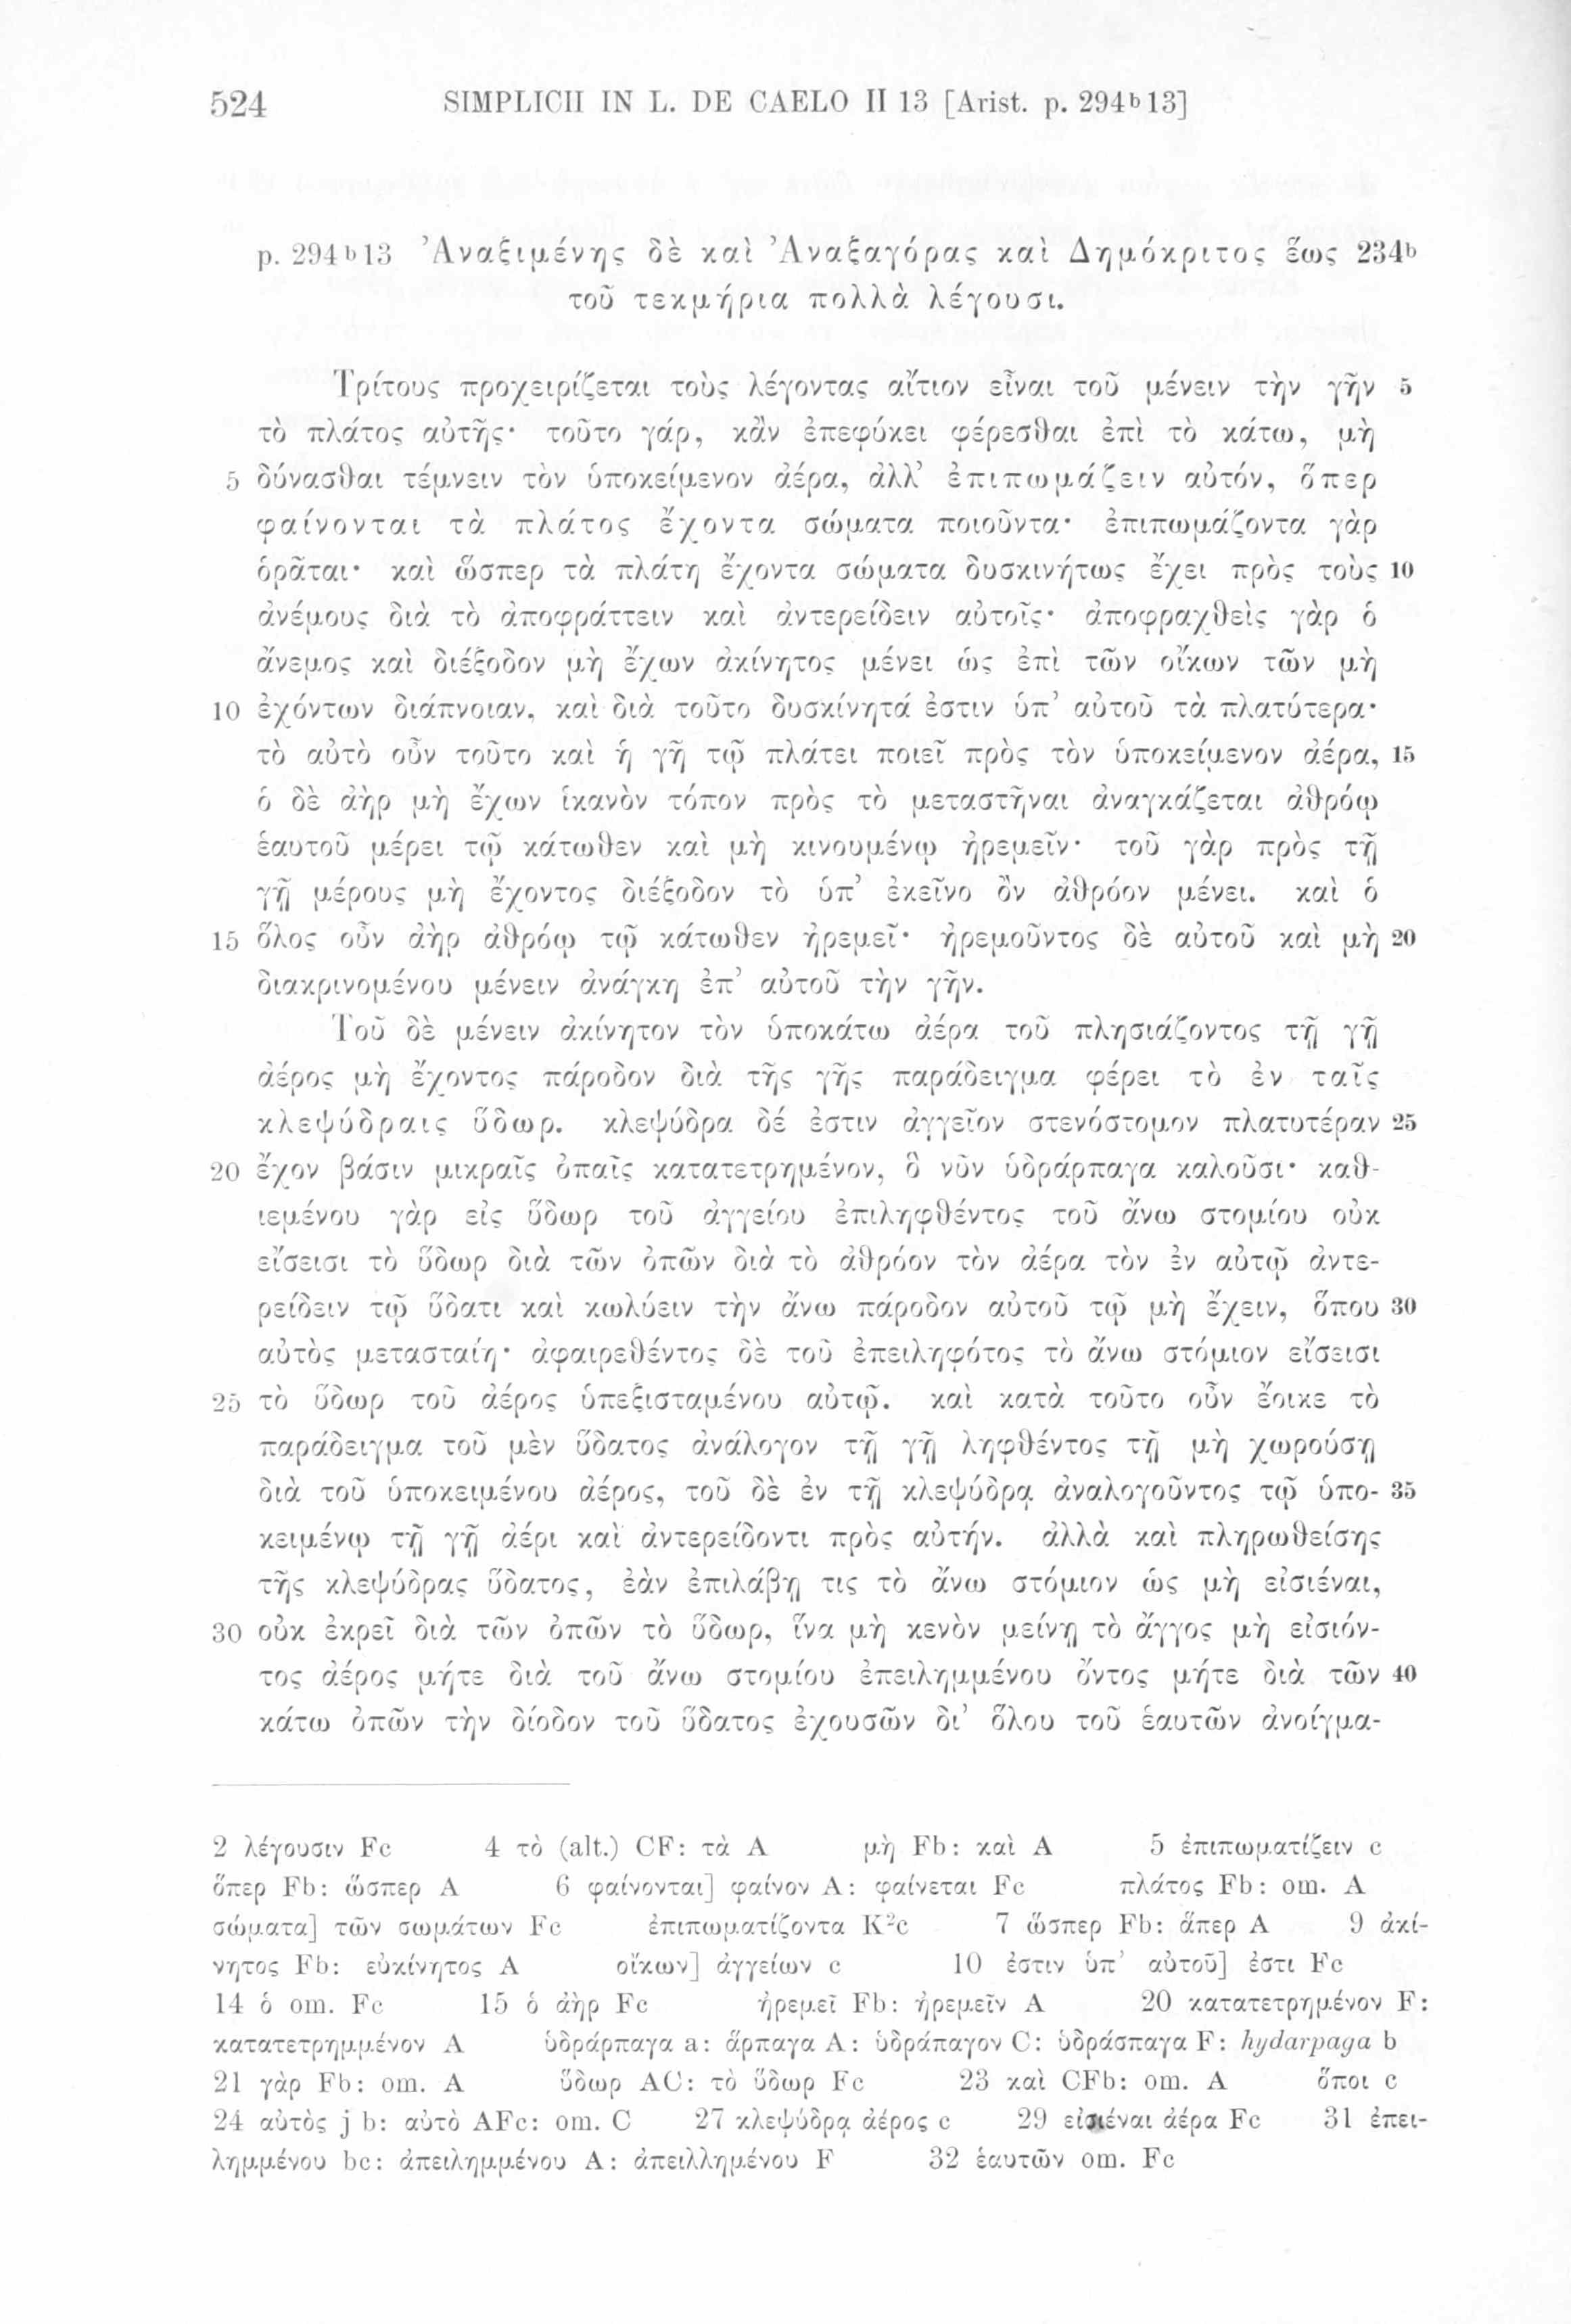 524 SIMPLICII IN L. DE CAELO II 13 [Arist. p. 294ᵇ13]
p. 294ᵇ13 Ἀναξιμένης δὲ καὶ Ἀναξαγόρας καὶ Δημόκριτος ἕως 234ᵇ
τοῦ τεκμήρια πολλὰ λέγουσι.
Τρίτους προχειρίζεται τοὺς λέγοντας αἴτιον εἶναι τοῦ μένειν τὴν γῆν 5
τὸ πλάτος αὐτῆς· τοῦτο γάρ, κἂν ἐπεφύκει φέρεσθαι ἐπὶ τὸ κάτω, μὴ
5 δύνασθαι τέμνειν τὸν ὑποκείμενον ἀέρα, ἀλλ’ ἐπιπωμάζειν αὐτόν, ὅπερ
φαίνονται τὰ πλάτος ἔχοντα σώματα ποιοῦντα· ἐπιπωμάζοντα γὰρ
ὁρᾶται· καὶ ὥσπερ τὰ πλάτη ἔχοντα σώματα δυσκινήτως ἔχει πρὸς τοὺς 10
ἀνέμους διὰ τὸ ἀποφράττειν καὶ ἀντερείδειν αὐτοῖς· ἀποφραχθεὶς γὰρ ὁ
ἄνεμος καὶ διέξοδον μὴ ἔχων ἀκίνητος μένει ὡς ἐπὶ τῶν οἴκων τῶν μὴ
10 ἐχόντων διάπνοιαν, καὶ διὰ τοῦτο δυσκίνητά ἐστιν ὑπ’ αὐτοῦ τὰ πλατύτερα·
τὸ αὐτὸ οὖν τοῦτο καὶ ἡ γῆ τῷ πλάτει ποιεῖ πρὸς τὸν ὑποκείμενον ἀέρα, 15
ὁ δὲ ἀὴρ μὴ ἔχων ἱκανὸν τόπον πρὸς τὸ μεταστῆναι ἀναγκάζεται ἀθρόῳ
ἑαυτοῦ μέρει τῷ κάτωθεν καὶ μὴ κινουμένῳ ἠρεμεῖν· τοῦ γὰρ πρὸς τῇ
γῇ μέρους μὴ ἔχοντος διέξοδον τὸ ὑπ’ ἐκεῖνο ὂν ἀθρόον μένει. καὶ ὁ
15 ὅλος οὖν ἀὴρ ἀθρόῳ τῷ κάτωθεν ἠρεμεῖ· ἠρεμοῦντος δὲ αὐτοῦ καὶ μὴ 20
διακρινομένου μένειν ἀνάγκη ἐπ’ αὐτοῦ τὴν γῆν.
Τοῦ δὲ μένειν ἀκίνητον τὸν ὑποκάτω ἀέρα τοῦ πλησιάζοντος τῇ γῇ
ἀέρος μὴ ἔχοντος πάροδον διὰ τῆς γῆς παράδειγμα φέρει τὸ ἐν ταῖς
κλεψύδραις ὕδωρ. κλεψύδρα δέ ἐστιν ἀγγεῖον στενόστομον πλατυτέραν 25
20 ἔχον βάσιν μικραῖς ὀπαῖς κατατετρημένον, ὃ νῦν ὑδράρπαγα καλοῦσι· καθ-
ιεμένου γὰρ εἰς ὕδωρ τοῦ ἀγγείου ἐπιληφθέντος τοῦ ἄνω στομίου οὐκ
εἴσεισι τὸ ὕδωρ διὰ τῶν ὀπῶν διὰ τὸ ἀθρόον τὸν ἀέρα τὸν ἐν αὐτῷ ἀντε-
ρείδειν τῷ ὕδατι καὶ κωλύειν τὴν ἄνω πάροδον αὐτοῦ τῷ μὴ ἔχειν, ὅπου 30
αὐτὸς μετασταίη· ἀφαιρεθέντος δὲ τοῦ ἐπειληφότος τὸ ἄνω στόμιον εἴσεισι
25 τὸ ὕδωρ τοῦ ἀέρος ὑπεξισταμένου αὐτῷ. καὶ κατὰ τοῦτο οὖν ἔοικε τὸ
παράδειγμα τοῦ μὲν ὕδατος ἀνάλογον τῇ γῇ ληφθέντος τῇ μὴ χωρούσῃ
διὰ τοῦ ὑποκειμένου ἀέρος, τοῦ δὲ ἐν τῇ κλεψύδρᾳ ἀναλογοῦντος τῷ ὑπο- 35
κειμένῳ τῇ γῇ ἀέρι καὶ ἀντερείδοντι πρὸς αὐτήν. ἀλλὰ καὶ πληρωθείσης
τῆς κλεψύδρας ὕδατος, ἐὰν ἐπιλάβῃ τις τὸ ἄνω στόμιον ὡς μὴ εἰσιέναι,
30 οὐκ ἐκρεῖ διὰ τῶν ὀπῶν τὸ ὕδωρ, ἵνα μὴ κενὸν μείνῃ τὸ ἄγγος μὴ εἰσιόν-
τος ἀέρος μήτε διὰ τοῦ ἄνω στομίου ἐπειλημμένου ὄντος μήτε διὰ τῶν 40
κάτω ὀπῶν τὴν δίοδον τοῦ ὕδατος ἐχουσῶν δι’ ὅλου τοῦ ἑαυτῶν ἀνοίγμα-
2 λέγουσιν Fc 4 τὸ (alt.) CF: τὰ A μὴ Fb: καὶ A 5 ἐπιπωματίζειν c
ὅπερ Fb: ὥσπερ A 6 φαίνονται] φαίνον A: φαίνεται Fc πλάτος Fb: om. A
σώματα] τῶν σωμάτων Fc ἐπιπωματίζοντα K²c 7 ὥσπερ Fb: ἅπερ A 9 ἀκί-
νητος Fb: εὐκίνητος A οἴκων] ἀγγείων c 10 ἐστιν ὑπ’ αὐτοῦ] ἐστι Fc
14 ὁ om. Fc 15 ὁ ἀὴρ Fc ἠρεμεῖ Fb: ἠρεμεῖν A 20 κατατετρημένον F:
κατατετρημμένον A ὑδράρπαγα a: ἅρπαγα A: ὑδράπαγον C: ὑδράσπαγα F: hydarpaga b
21 γὰρ Fb: om. A ὕδωρ AC: τὸ ὕδωρ Fc 23 καὶ CFb: om. A ὅποι c
24 αὐτὸς j b: αὐτὸ AFc: om. C 27 κλεψύδρᾳ ἀέρος c 29 εἰσιέναι ἀέρα Fc 31 ἐπει-
λημμένου bc: ἀπειλημμένου A: ἀπειλλημένου F 32 ἑαυτῶν om. Fc